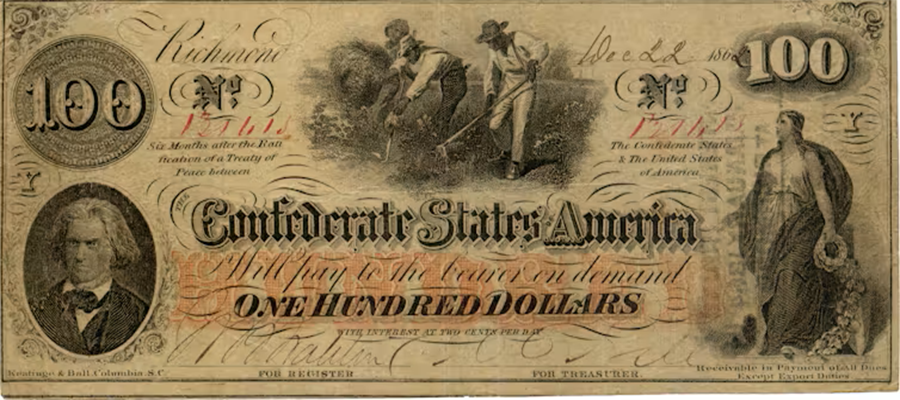 Richmond
Dec 22 1862
100
100
No.
No.
Six Months after the Rati
fication of a Treaty of
Peace between
The Confederate States
& The United States
of America
Y
Y
THE
Confederate States America
Will pay to the bearer on demand
ONE HUNDRED DOLLARS
WITH INTEREST AT TWO CENTS PER DAY
Keatinge & Ball, Columbia, S.C.
FOR REGISTER.
FOR TREASURER.
Receivable in Payment of all Dues
Except Export Duties